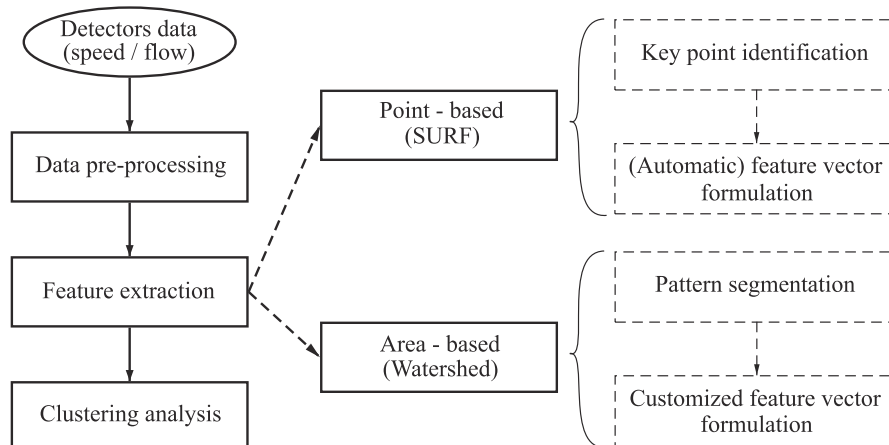 Detectors data
(speed / flow)
Data pre-processing
Feature extraction
Clustering analysis
Point - based
(SURF)
Area - based
(Watershed)
Key point identification
(Automatic) feature vector
formulation
Pattern segmentation
Customized feature vector
formulation